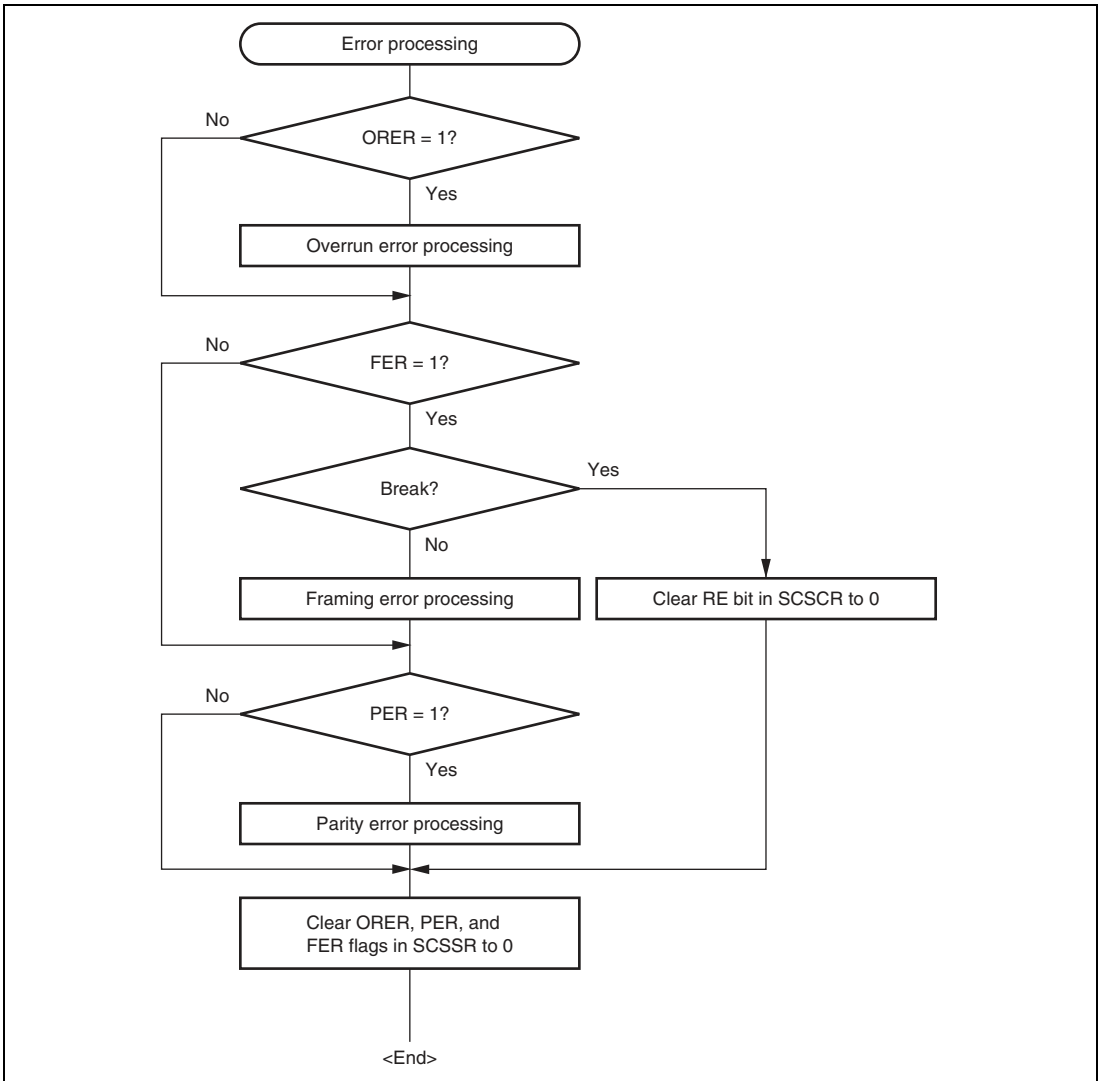 Error processing
No
ORER = 1?
Yes
Overrun error processing
No
FER = 1?
Yes
Yes
Break?
No
Framing error processing
Clear RE bit in SCSCR to 0
No
PER = 1?
Yes
Parity error processing
Clear ORER, PER, and
FER flags in SCSSR to 0
<End>